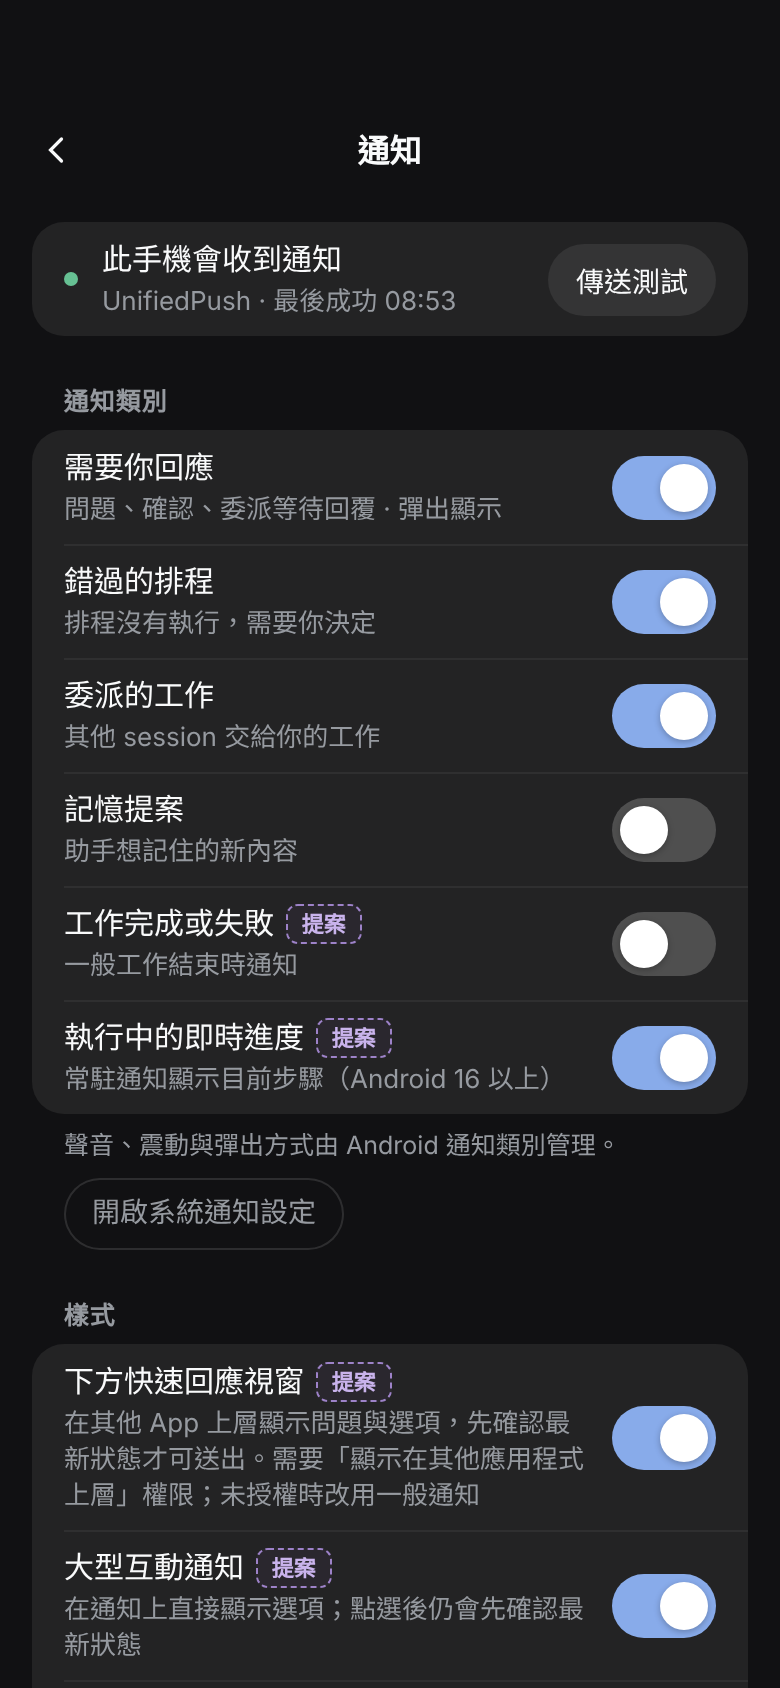 通知
此手機會收到通知
UnifiedPush · 最後成功 08:53
傳送測試
通知類別
需要你回應
問題、確認、委派等待回覆 · 彈出顯示
錯過的排程
排程沒有執行，需要你決定
委派的工作
其他 session 交給你的工作
記憶提案
助手想記住的新內容
工作完成或失敗 提案
一般工作結束時通知
執行中的即時進度 提案
常駐通知顯示目前步驟（Android 16 以上）
聲音、震動與彈出方式由 Android 通知類別管理。
開啟系統通知設定
樣式
下方快速回應視窗 提案
在其他 App 上層顯示問題與選項，先確認最
新狀態才可送出。需要「顯示在其他應用程式
上層」權限；未授權時改用一般通知
大型互動通知 提案
在通知上直接顯示選項；點選後仍會先確認最
新狀態